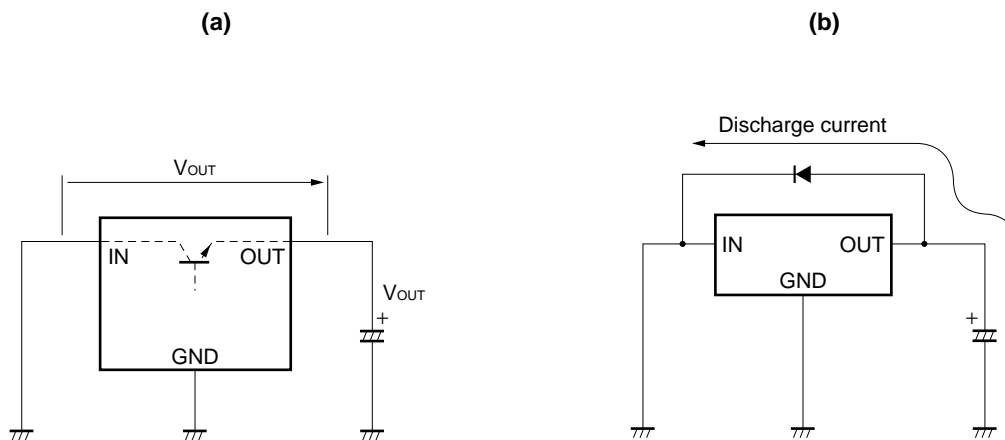 (a)
(b)
Discharge current
VOUT
IN
OUT
VOUT
+
GND
IN
OUT
GND
+